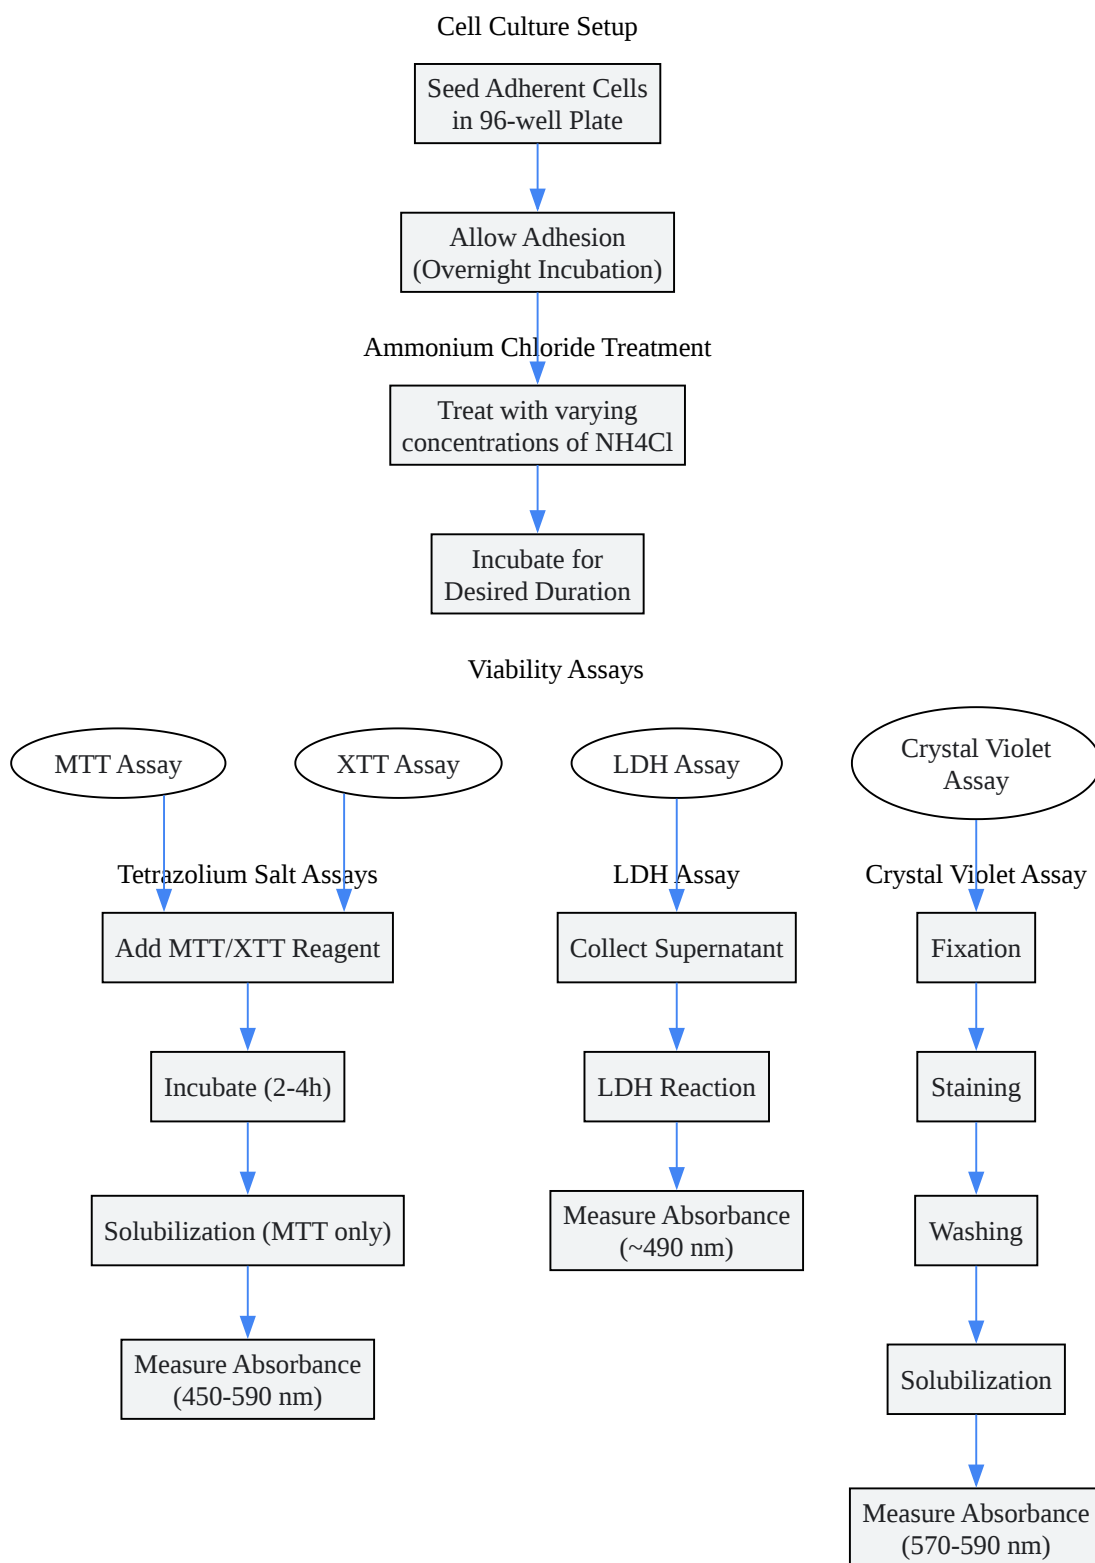 Cell Culture Setup
Seed Adherent Cells
in 96-well Plate
Allow Adhesion
(Overnight Incubation)
Ammonium Chloride Treatment
Treat with varying
concentrations of NH4Cl
Incubate for
Desired Duration
Viability Assays
MTT Assay
XTT Assay
LDH Assay
Crystal Violet
Assay
Tetrazolium Salt Assays
Add MTT/XTT Reagent
Incubate (2-4h)
Solubilization (MTT only)
Measure Absorbance
(450-590 nm)
LDH Assay
Collect Supernatant
LDH Reaction
Measure Absorbance
(~490 nm)
Crystal Violet Assay
Fixation
Staining
Washing
Solubilization
Measure Absorbance
(570-590 nm)